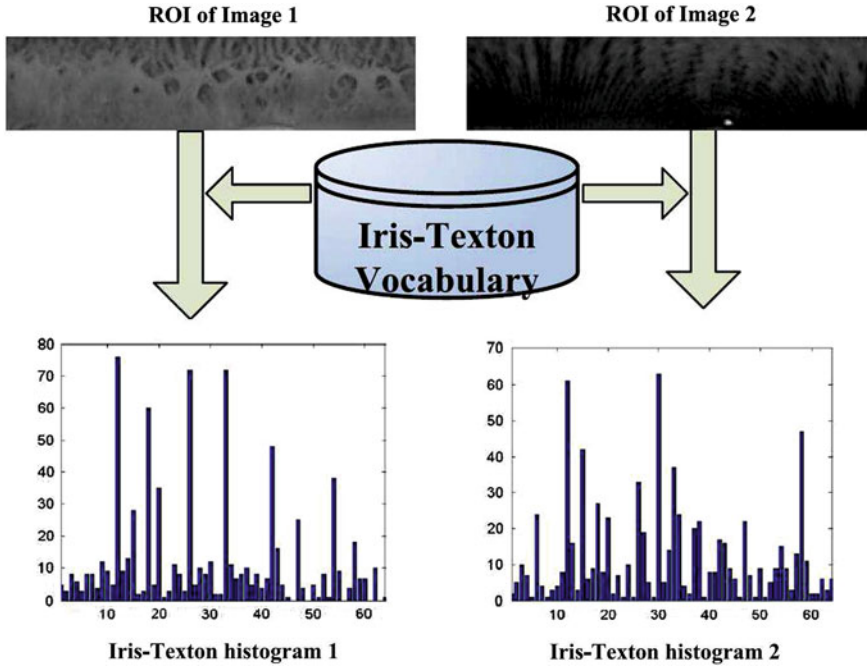 ROI of Image 1
ROI of Image 2
Iris-Texton
Vocabulary
80
70
60
50
40
30
20
10
0
10 20 30 40 50 60
Iris-Texton histogram 1
70
60
50
40
30
20
10
0
10 20 30 40 50 60
Iris-Texton histogram 2